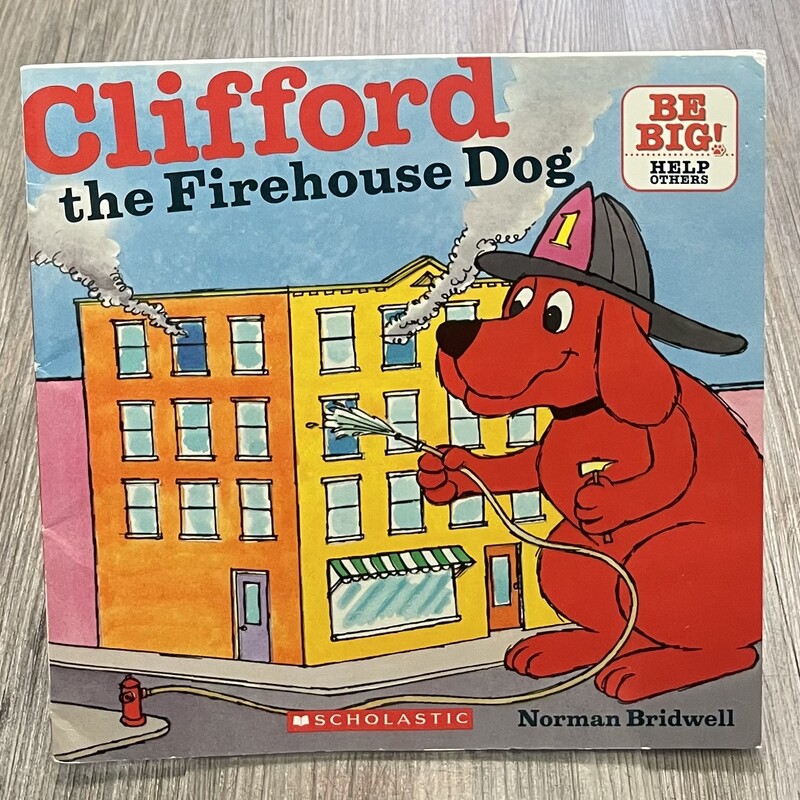 Clifford
the Firehouse Dog
BE
BIG!
HELP
OTHERS
1
SCHOLASTIC
Norman Bridwell